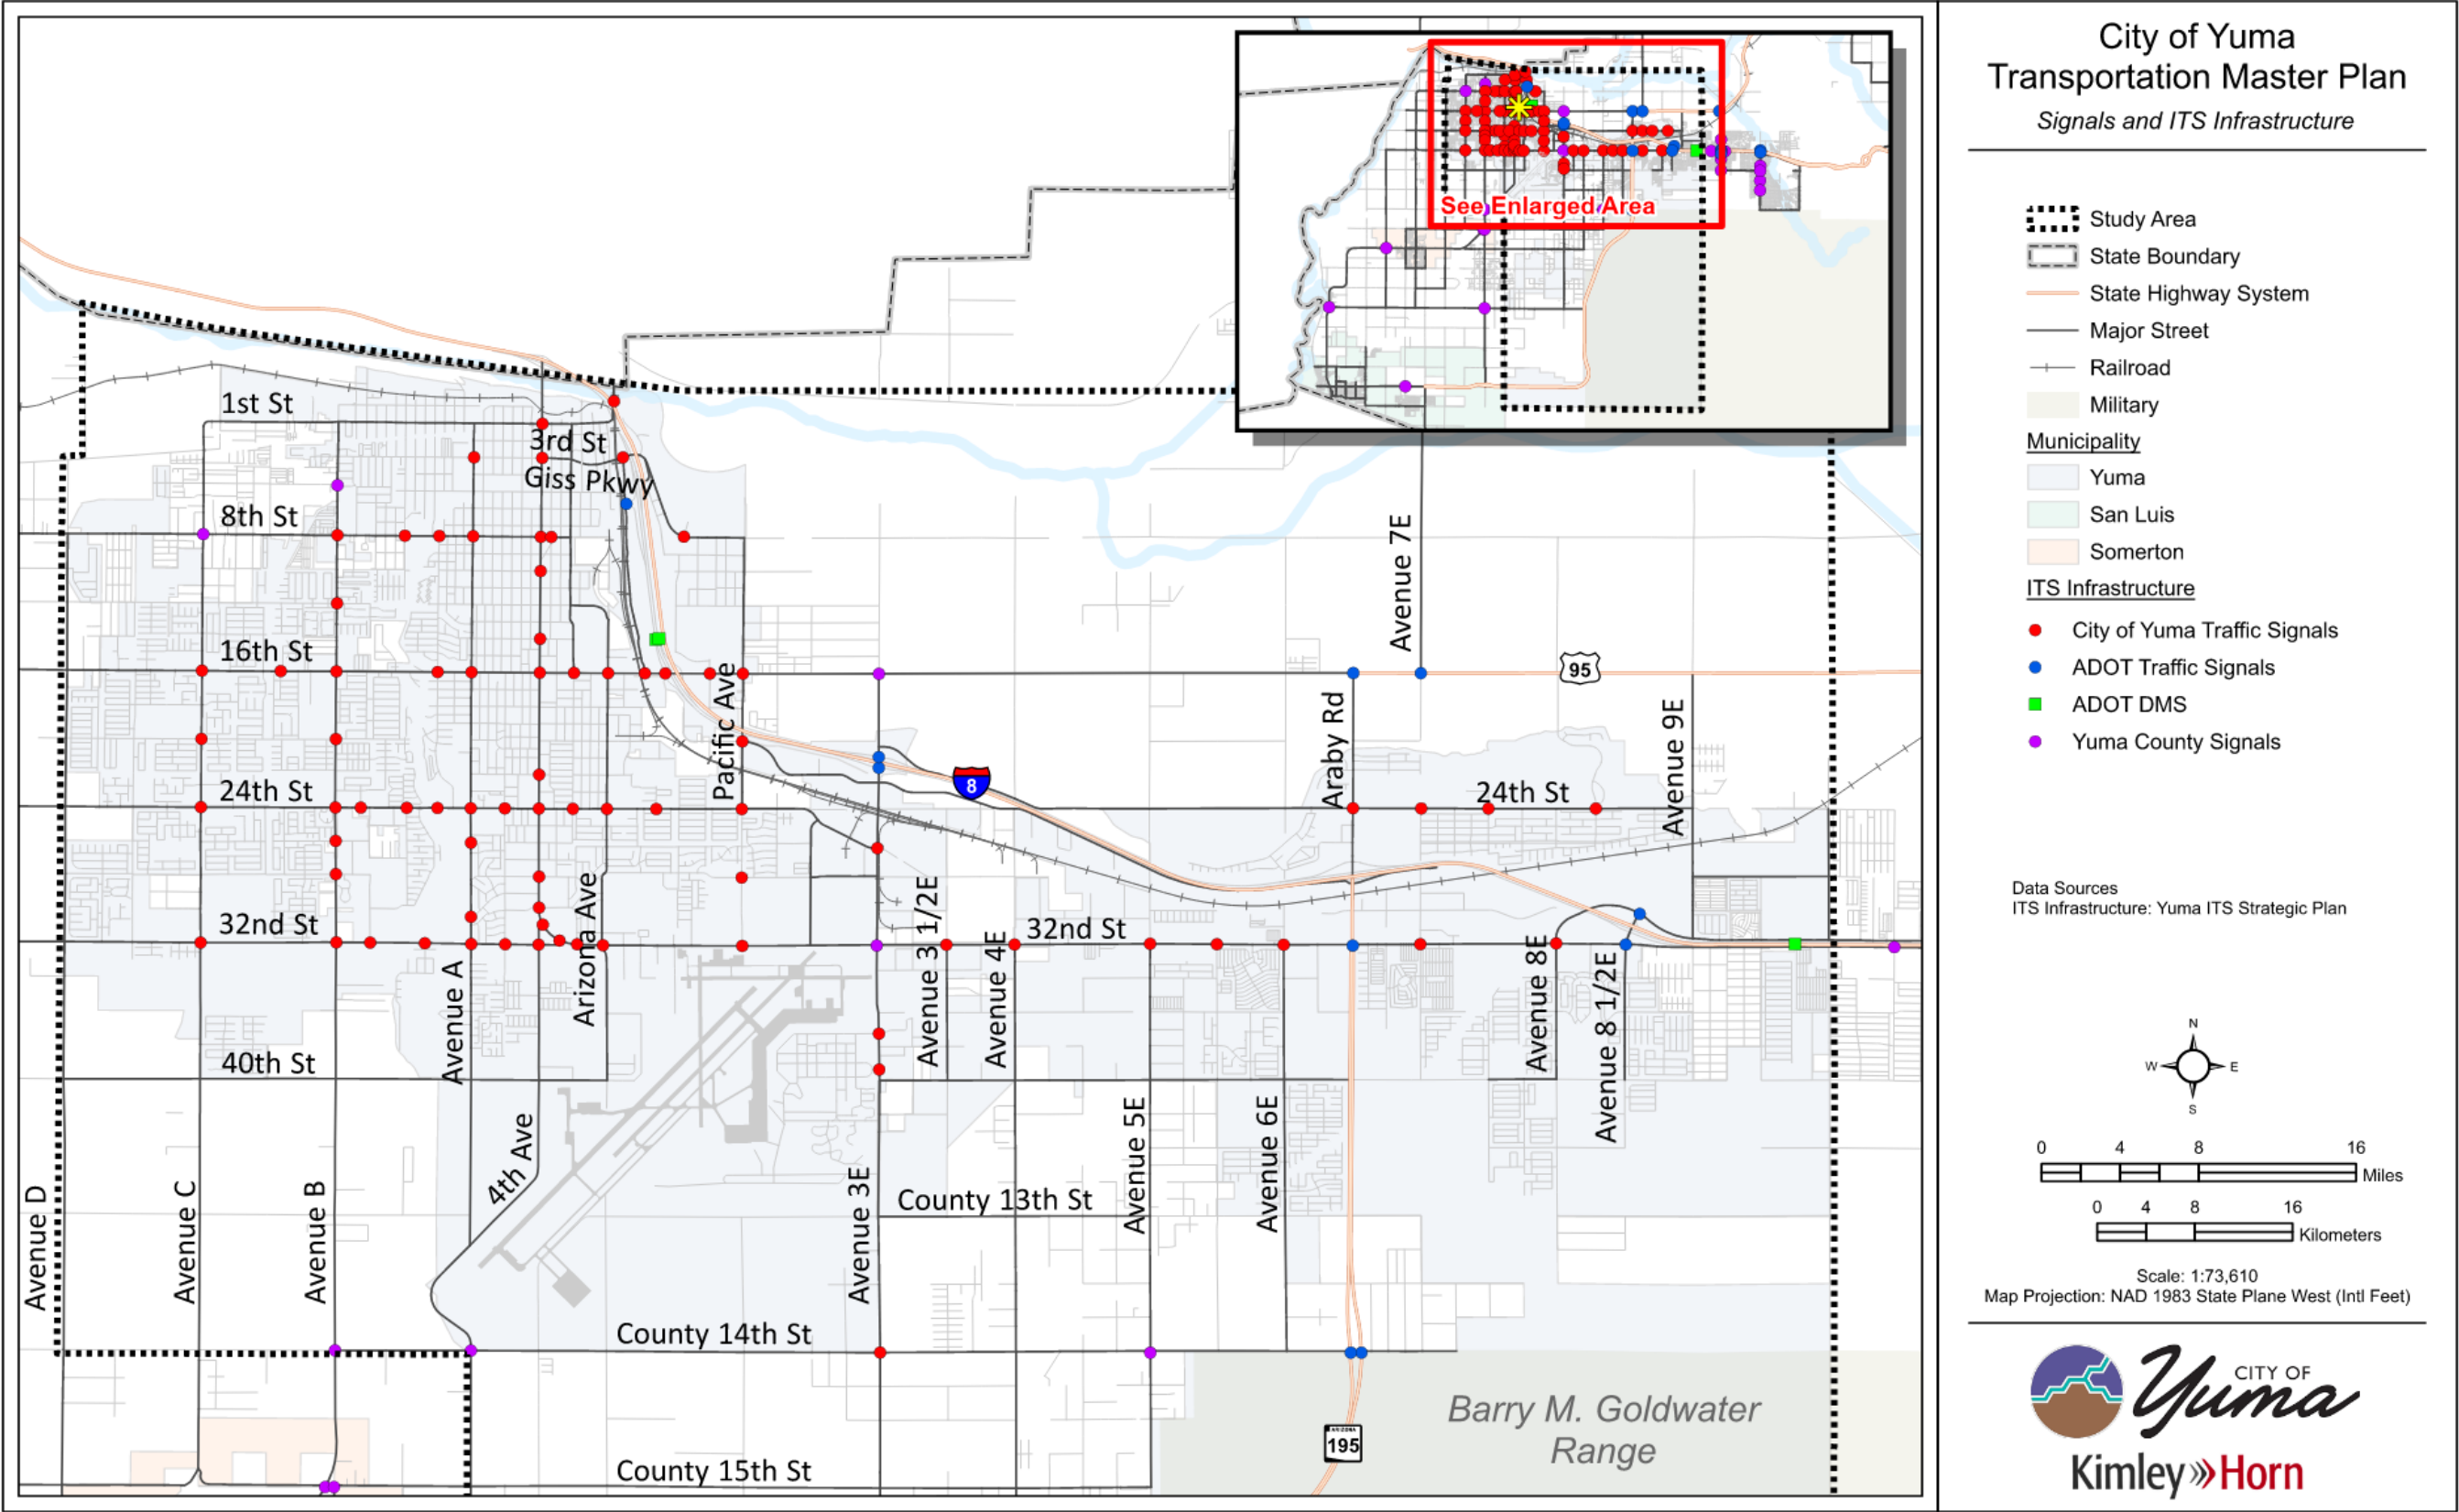 City of Yuma
Transportation Master Plan
Signals and ITS Infrastructure
Study Area
State Boundary
State Highway System
Major Street
Railroad
Military
Municipality
Yuma
San Luis
Somerton
ITS Infrastructure
City of Yuma Traffic Signals
ADOT Traffic Signals
ADOT DMS
Yuma County Signals
Data Sources
ITS Infrastructure: Yuma ITS Strategic Plan
N
W E
S
0 4 8 16
Miles
0 4 8 16
Kilometers
Scale: 1:73,610
Map Projection: NAD 1983 State Plane West (Intl Feet)
CITY OF
Yuma
Kimley»Horn
See Enlarged Area
1st St
3rd St
Giss Pkwy
8th St
16th St
24th St
32nd St
40th St
Avenue D
Avenue C
Avenue B
Avenue A
4th Ave
Arizona Ave
Pacific Ave
Avenue 3E
Avenue 3 1/2E
Avenue 4E
Avenue 5E
Avenue 6E
Araby Rd
Avenue 7E
Avenue 8E
Avenue 8 1/2E
Avenue 9E
95
8
24th St
32nd St
County 13th St
County 14th St
County 15th St
ARIZONA
195
Barry M. Goldwater
Range